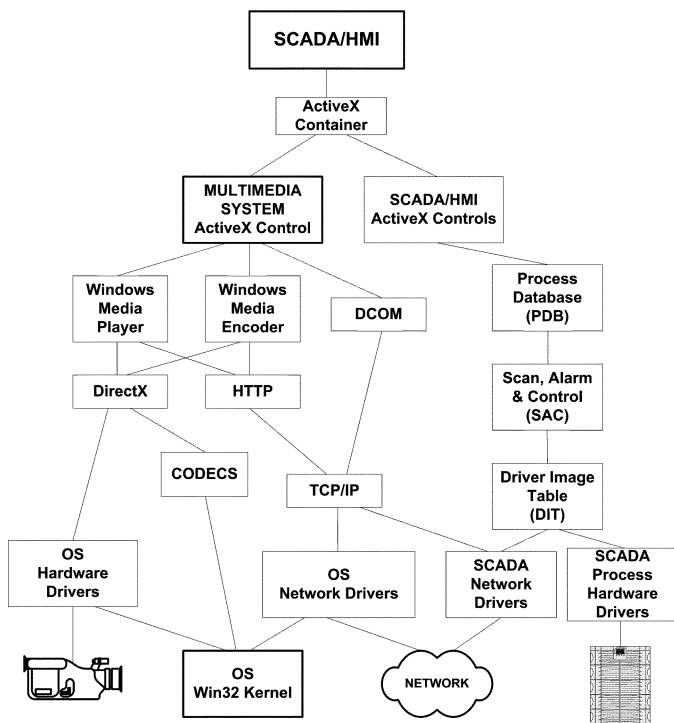 SCADA/HMI
ActiveX
Container
MULTIMEDIA
SYSTEM
ActiveX Control
SCADA/HMI
ActiveX Controls
Windows
Media
Player
Windows
Media
Encoder
DCOM
Process
Database
(PDB)
DirectX
HTTP
Scan, Alarm
& Control
(SAC)
CODECS
TCP/IP
Driver Image
Table
(DIT)
OS
Hardware
Drivers
OS
Network Drivers
SCADA
Network
Drivers
SCADA
Process
Hardware
Drivers
OS
Win32 Kernel
NETWORK